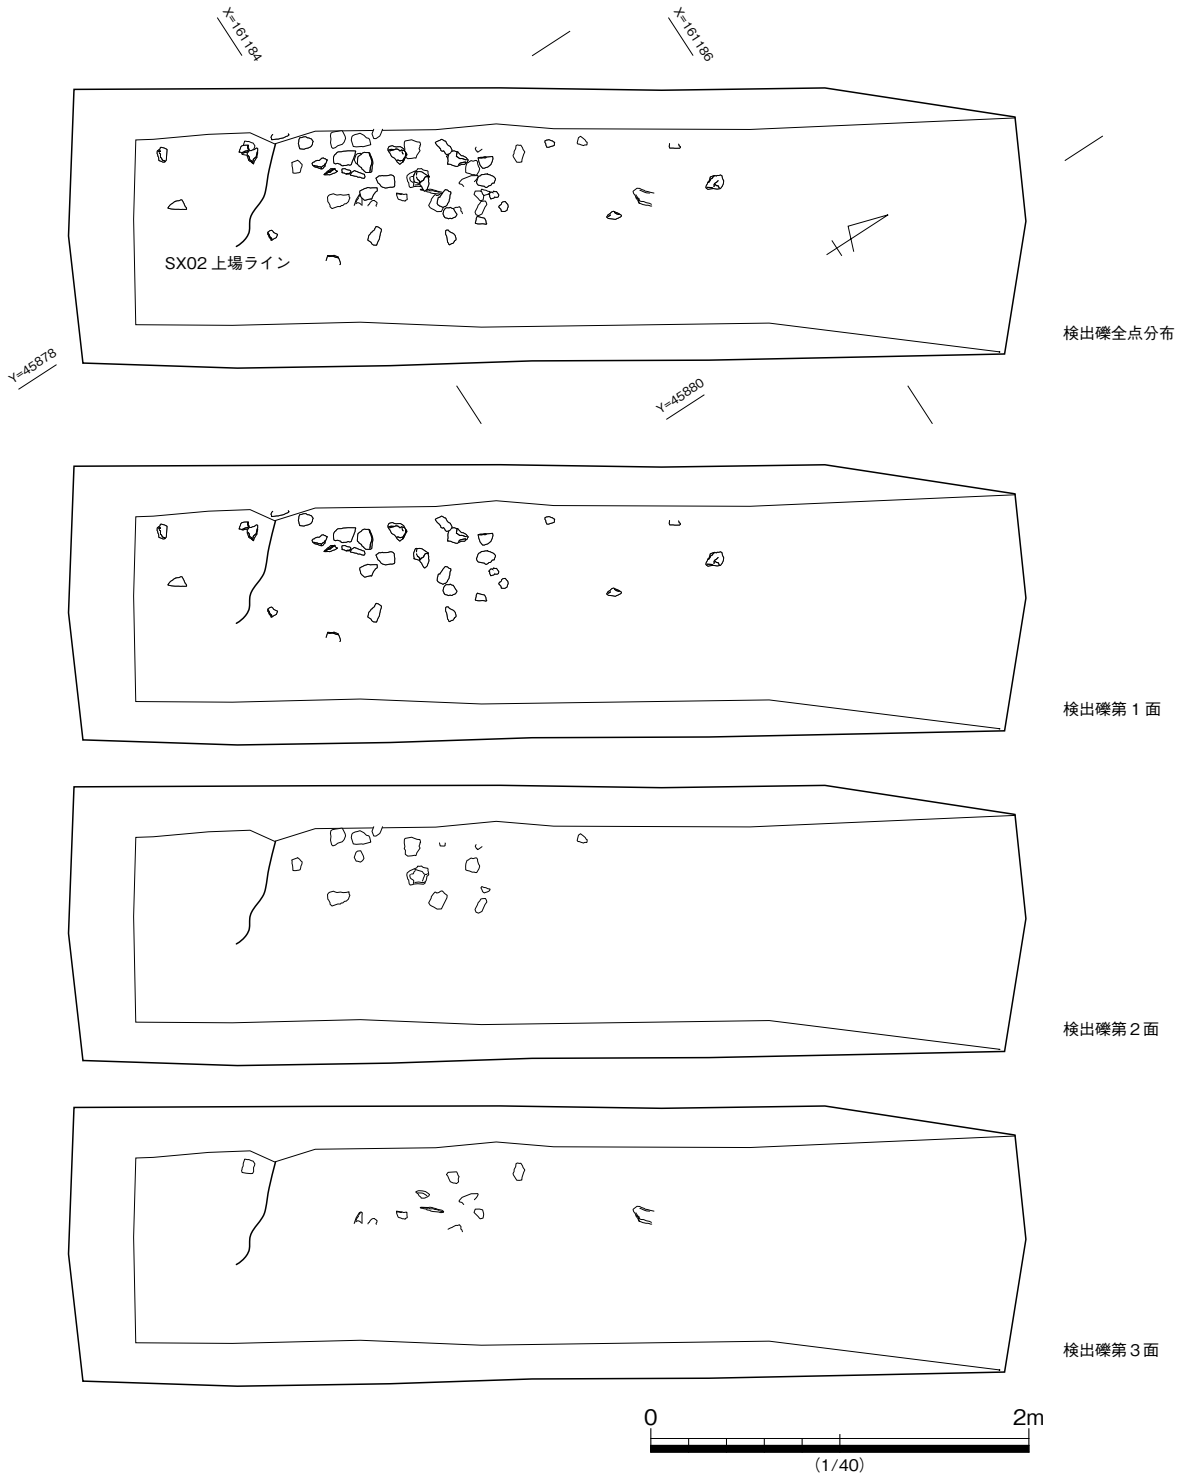 X=161184
X=161186
SX02 上場ライン
検出礫全点分布
Y=45878
Y=45880
検出礫第1面
検出礫第2面
検出礫第3面
0 2m
(1/40)